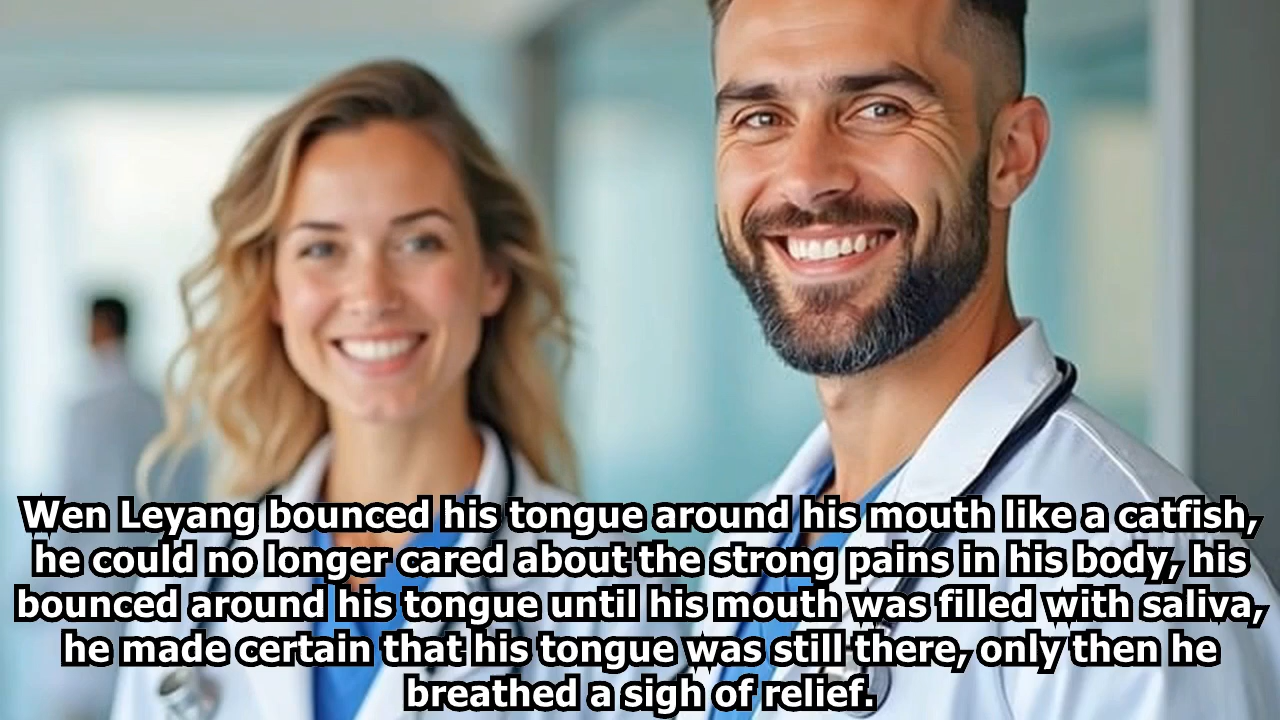 Wen Leyang bounced his tongue around his mouth like a catfish,
he could no longer cared about the strong pains in his body, his
bounced around his tongue until his mouth was filled with saliva,
he made certain that his tongue was still there, only then he
breathed a sigh of relief.